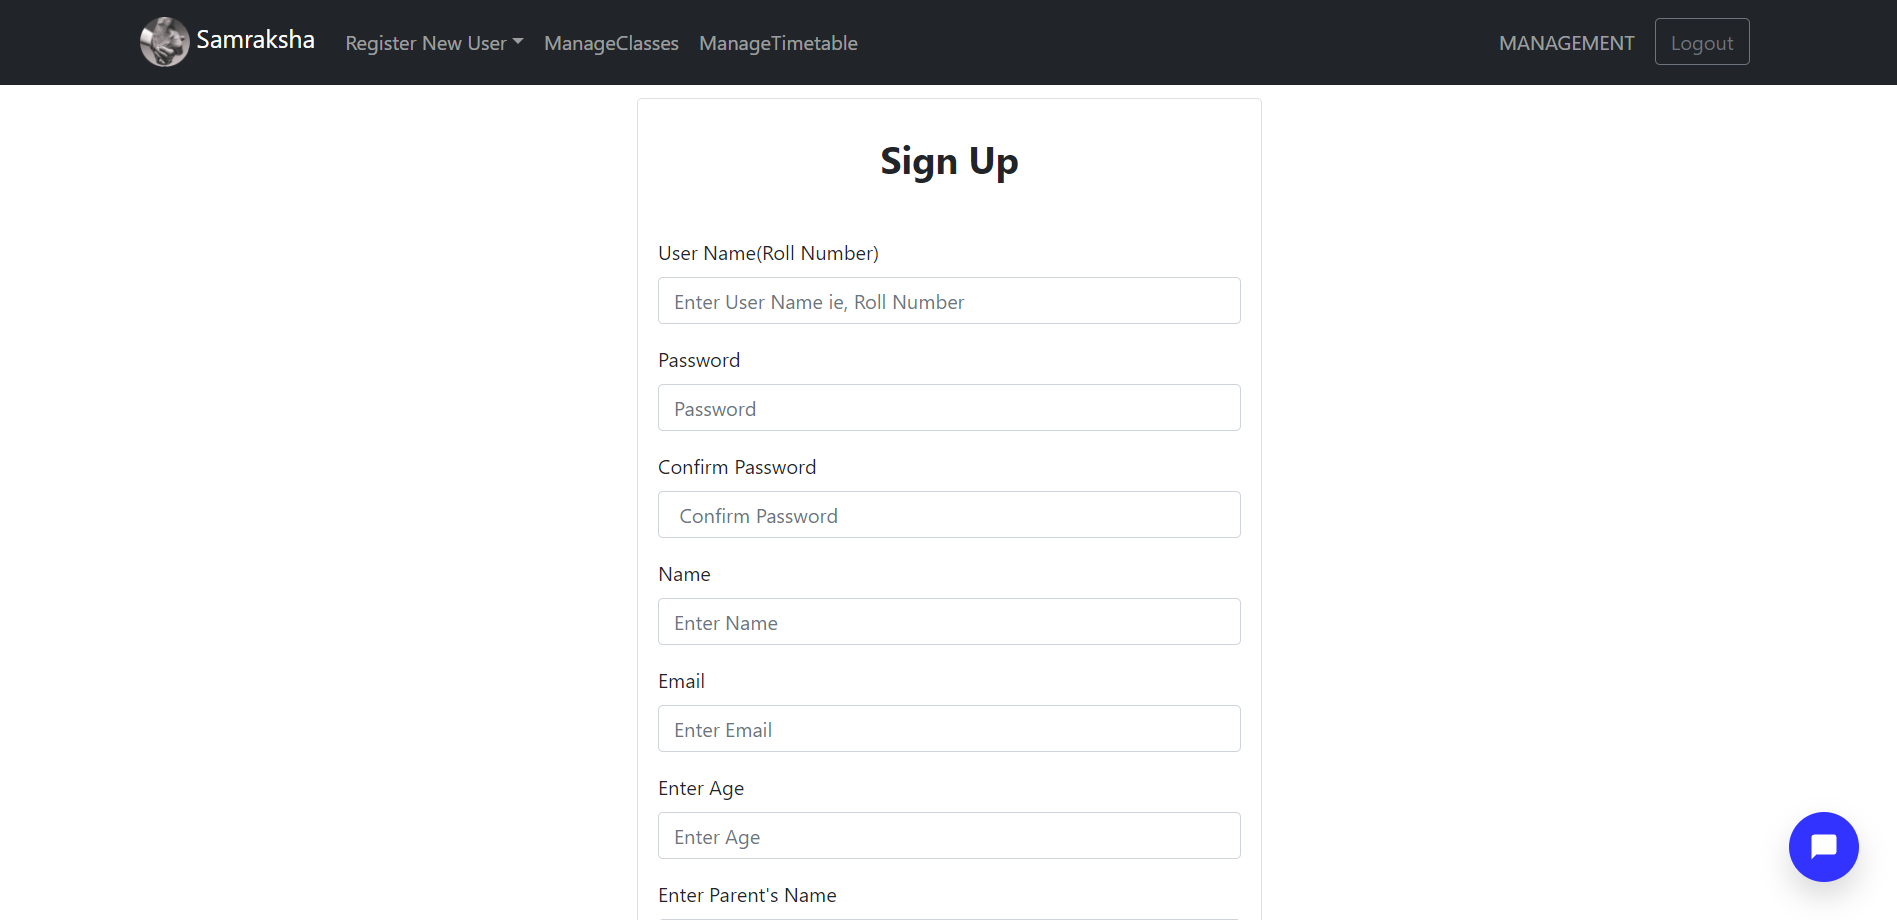 Samraksha Register New User ManageClasses ManageTimetable MANAGEMENT Logout
Sign Up
User Name(Roll Number)
Enter User Name ie, Roll Number
Password
Password
Confirm Password
Confirm Password
Name
Enter Name
Email
Enter Email
Enter Age
Enter Age
Enter Parent's Name